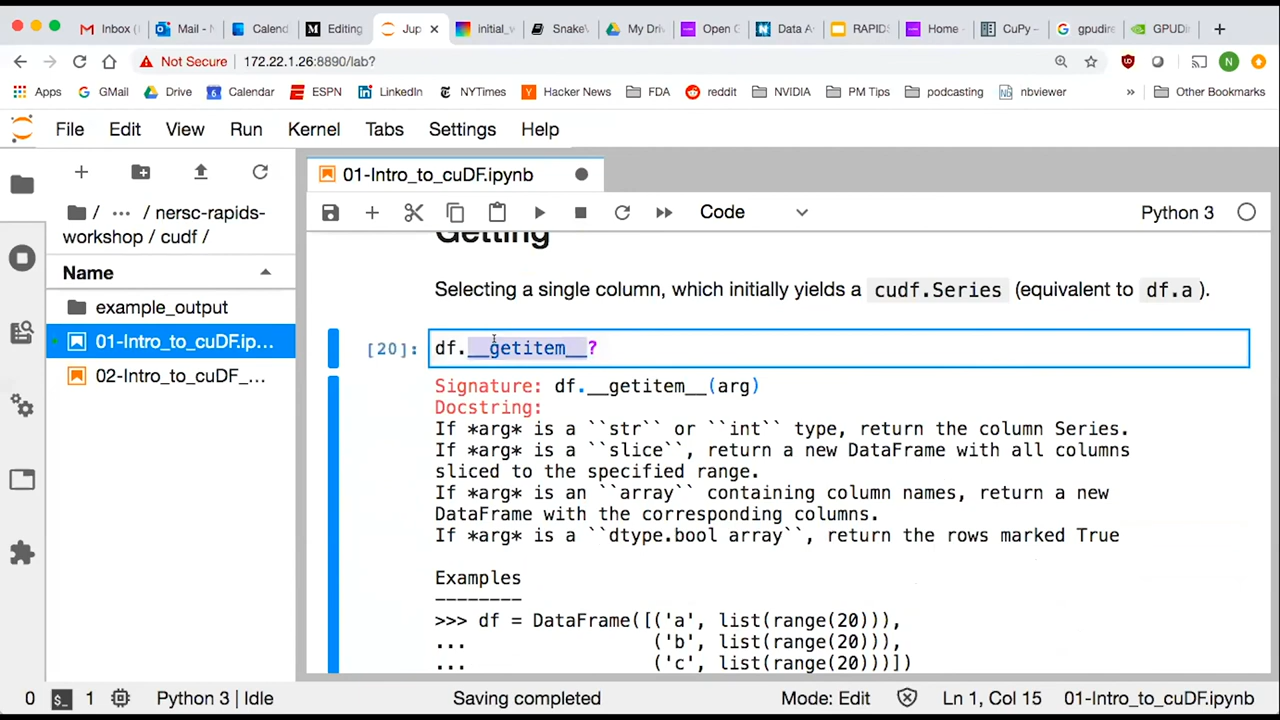 Inbox (
Mail - N
Calend
Editing
Jup
initial_v
SnakeV
My Driv
Open G
Data A
RAPIDS
Home -
CuPy –
gpudire
GPUDir
Not Secure 172.22.1.26:8890/lab?
N
Apps GMail Drive Calendar ESPN LinkedIn NYTimes Hacker News FDA reddit NVIDIA PM Tips podcasting nbviewer » Other Bookmarks
File Edit View Run Kernel Tabs Settings Help
01-Intro_to_cuDF.ipynb
/ ··· / nersc-rapids-
workshop / cudf /
Code
Python 3
Name
example_output
01-Intro_to_cuDF.ip...
02-Intro_to_cuDF_...
Getting
Selecting a single column, which initially yields a cudf.Series (equivalent to df.a ).
[20]: df.__getitem__?
Signature: df.__getitem__(arg)
Docstring:
If *arg* is a ``str`` or ``int`` type, return the column Series.
If *arg* is a ``slice``, return a new DataFrame with all columns
sliced to the specified range.
If *arg* is an ``array`` containing column names, return a new
DataFrame with the corresponding columns.
If *arg* is a ``dtype.bool array``, return the rows marked True
Examples
--------
>>> df = DataFrame([('a', list(range(20))),
... ('b', list(range(20))),
... ('c', list(range(20)))])
0 $_ 1 Python 3 | Idle Saving completed Mode: Edit Ln 1, Col 15 01-Intro_to_cuDF.ipynb